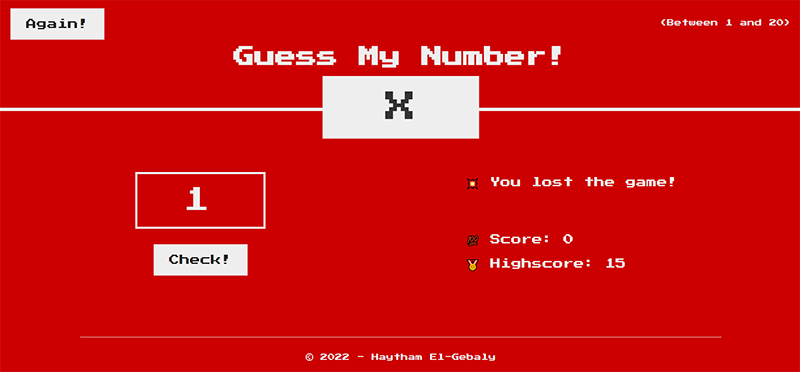 Again!
(Between 1 and 20)
Guess My Number!
X
1
💥 You lost the game!
Check!
💯 Score: 0
🥇 Highscore: 15
© 2022 - Haytham El-Gebaly